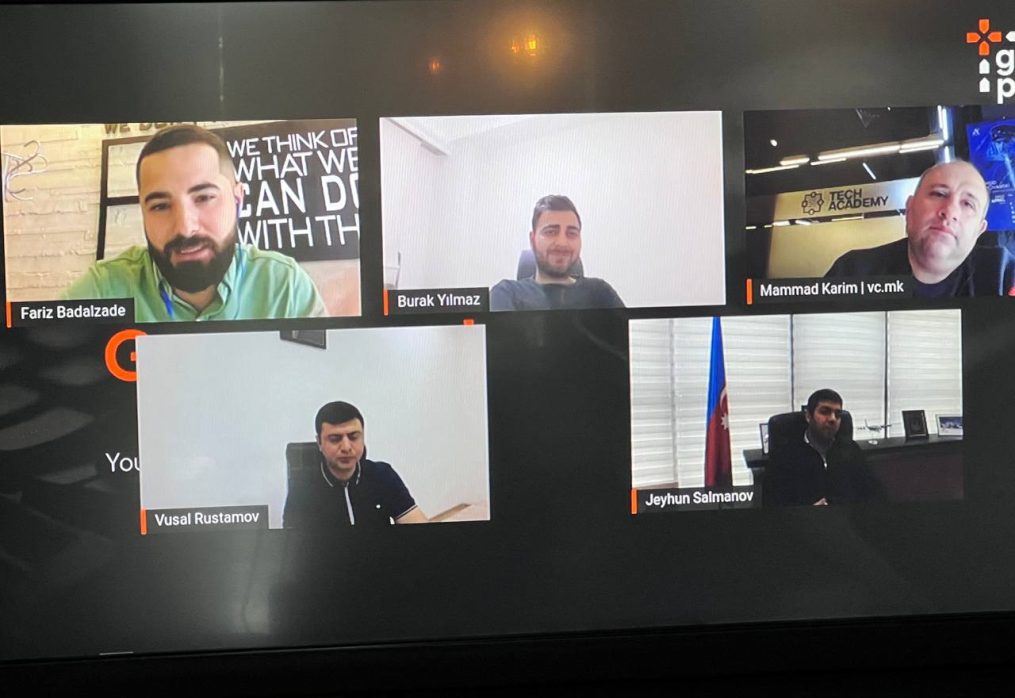 g
p
WE THINK OF
WHAT WE
CAN DO
WITH TH
TECH
ACADEMY
Fariz Badalzade
Burak Yılmaz
Mammad Karim | vc.mk
G
You
Vusal Rustamov
Jeyhun Salmanov